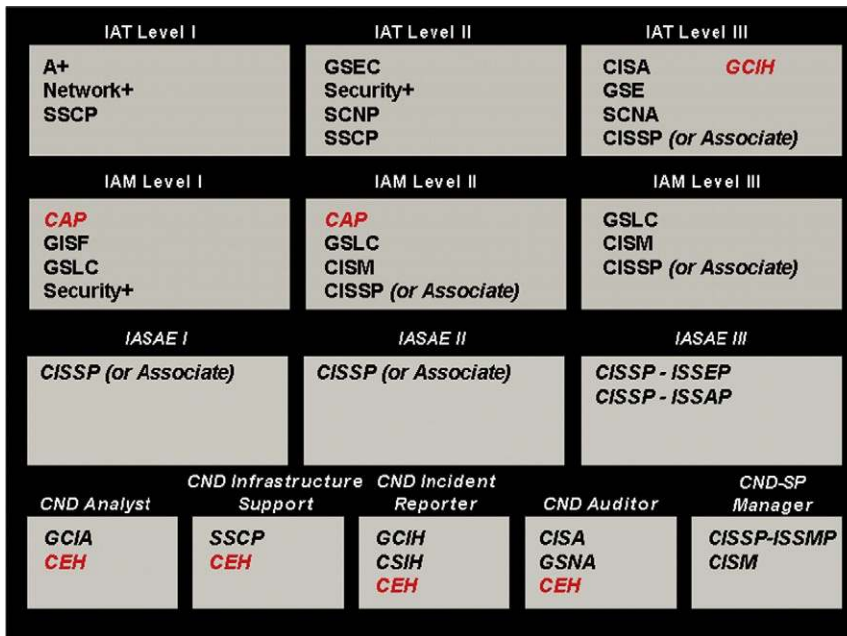 IAT Level I
A+
Network+
SSCP
IAT Level II
GSEC
Security+
SCNP
SSCP
IAT Level III
CISA GCIH
GSE
SCNA
CISSP (or Associate)
IAM Level I
CAP
GISF
GSLC
Security+
IAM Level II
CAP
GSLC
CISM
CISSP (or Associate)
IAM Level III
GSLC
CISM
CISSP (or Associate)
IASAE I
CISSP (or Associate)
IASAE II
CISSP (or Associate)
IASAE III
CISSP - ISSEP
CISSP - ISSAP
CND Analyst
GCIA
CEH
CND Infrastructure
Support
SSCP
CEH
CND Incident
Reporter
GCIH
CSIH
CEH
CND Auditor
CISA
GSNA
CEH
CND-SP
Manager
CISSP-ISSMP
CISM